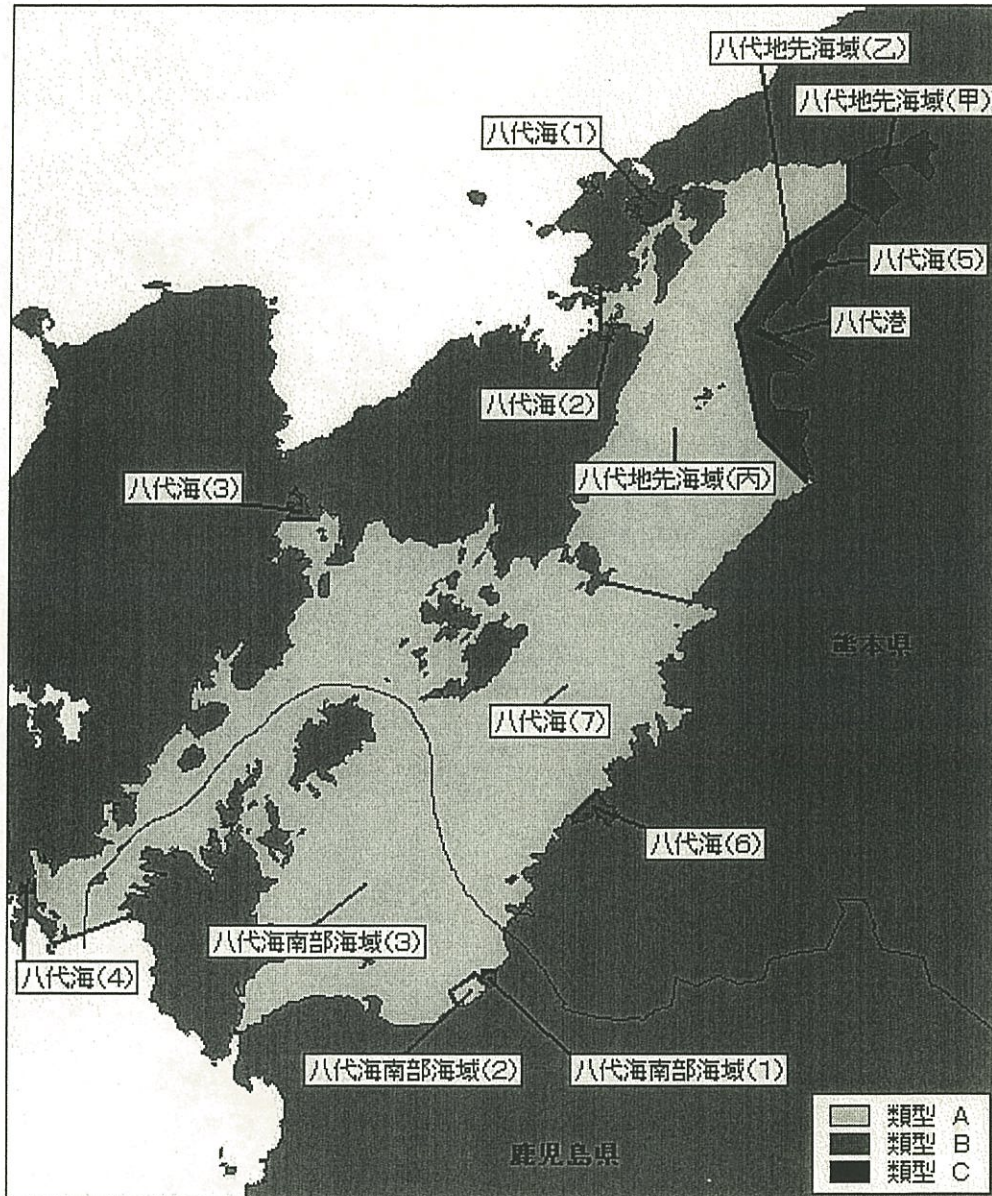 八代地先海域(乙)
八代地先海域(甲)
八代海(1)
八代海(5)
八代港
八代海(2)
八代地先海域(丙)
八代海(3)
熊本県
八代海(7)
八代海(6)
八代海南部海域(3)
八代海(4)
八代海南部海域(2)
八代海南部海域(1)
鹿児島県
類型 A
類型 B
類型 C